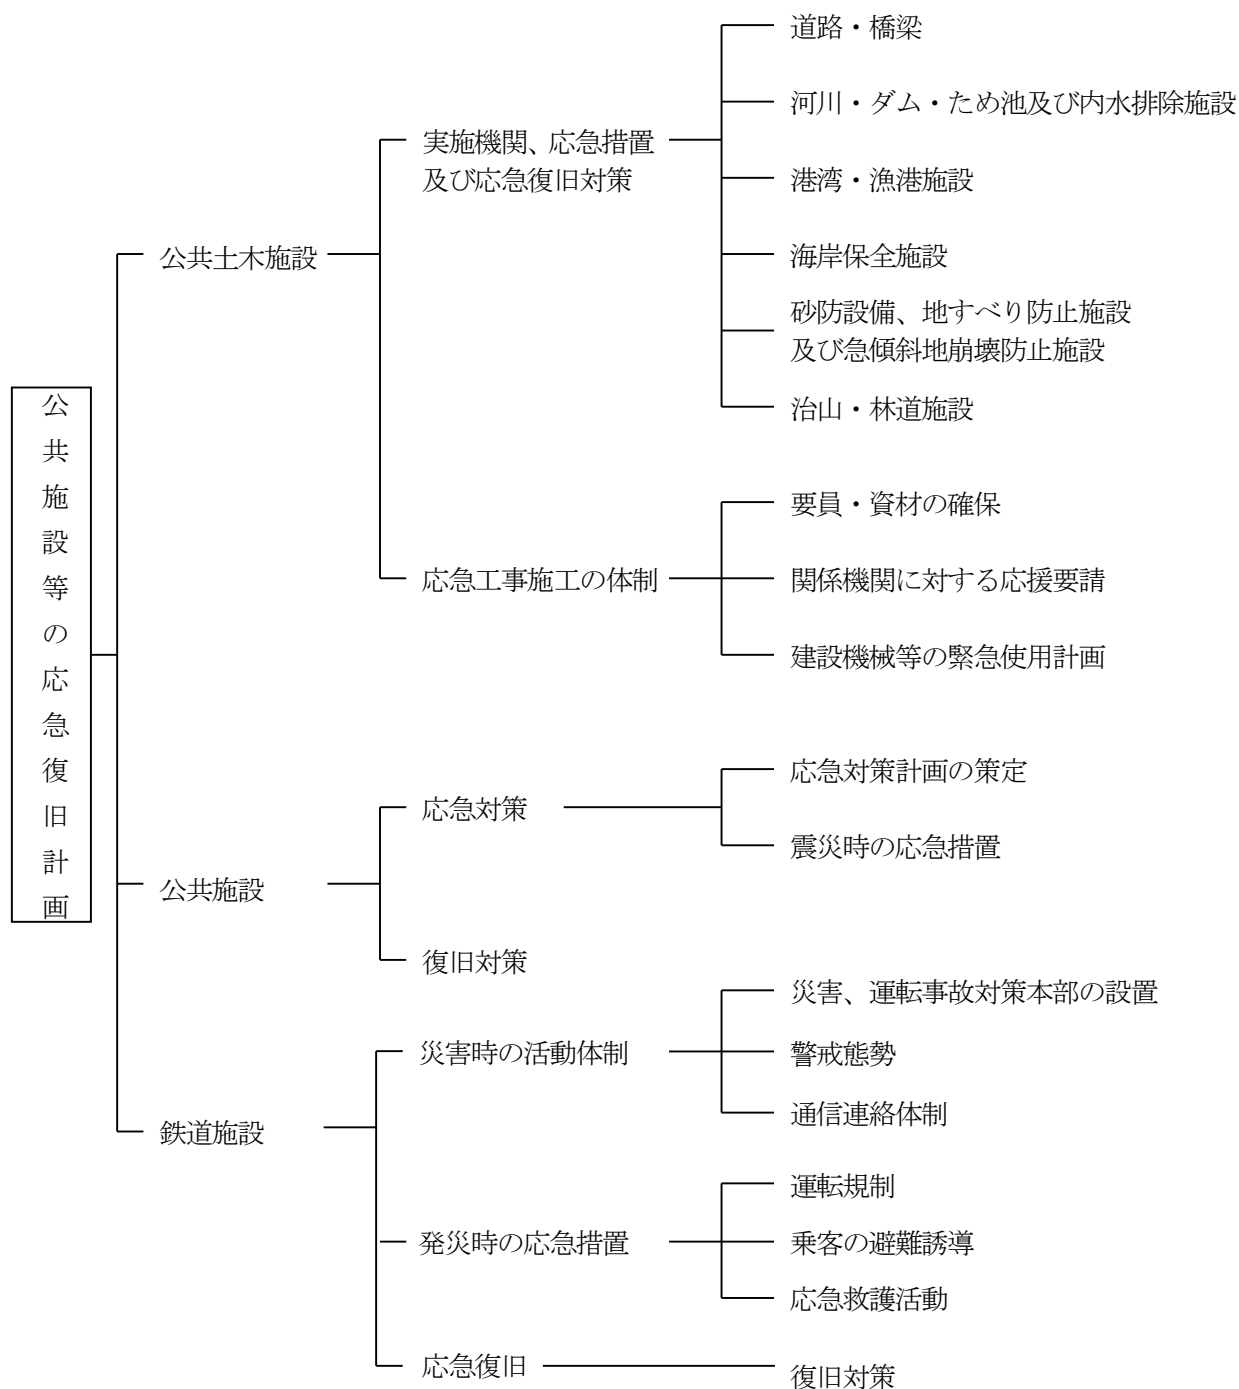 公共施設等の応急復旧計画
公共土木施設
実施機関、応急措置
及び応急復旧対策
道路・橋梁
河川・ダム・ため池及び内水排除施設
港湾・漁港施設
海岸保全施設
砂防設備、地すべり防止施設
及び急傾斜地崩壊防止施設
治山・林道施設
応急工事施工の体制
要員・資材の確保
関係機関に対する応援要請
建設機械等の緊急使用計画
公共施設
応急対策
応急対策計画の策定
震災時の応急措置
復旧対策
鉄道施設
災害時の活動体制
災害、運転事故対策本部の設置
警戒態勢
通信連絡体制
発災時の応急措置
運転規制
乗客の避難誘導
応急救護活動
応急復旧
復旧対策